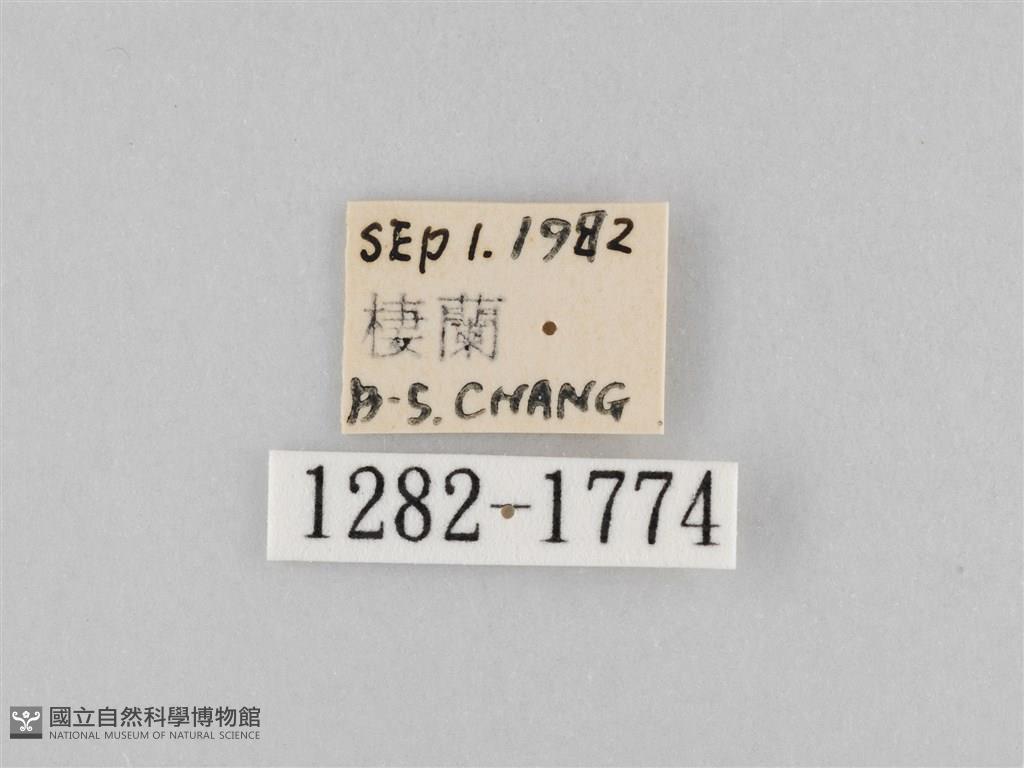 SEP 1. 1982
棲蘭
B-S. CHANG
1282-1774
國立自然科學博物館
NATIONAL MUSEUM OF NATURAL SCIENCE